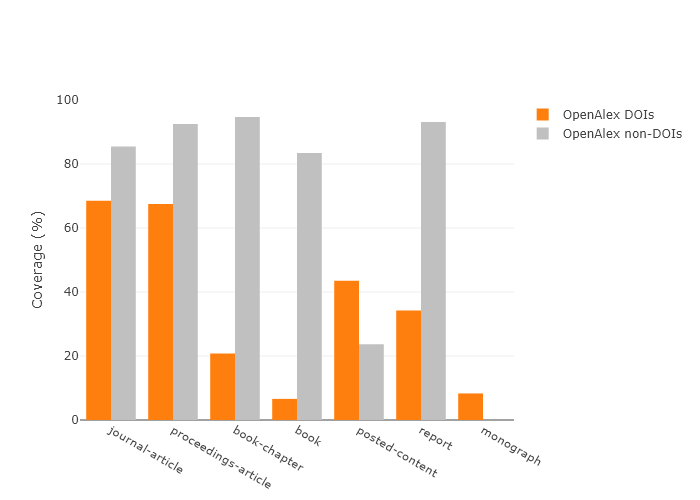 100
80
60
40
20
0
Coverage (%)
journal-article
proceedings-article
book-chapter
book
posted-content
report
monograph
OpenAlex DOIs
OpenAlex non-DOIs